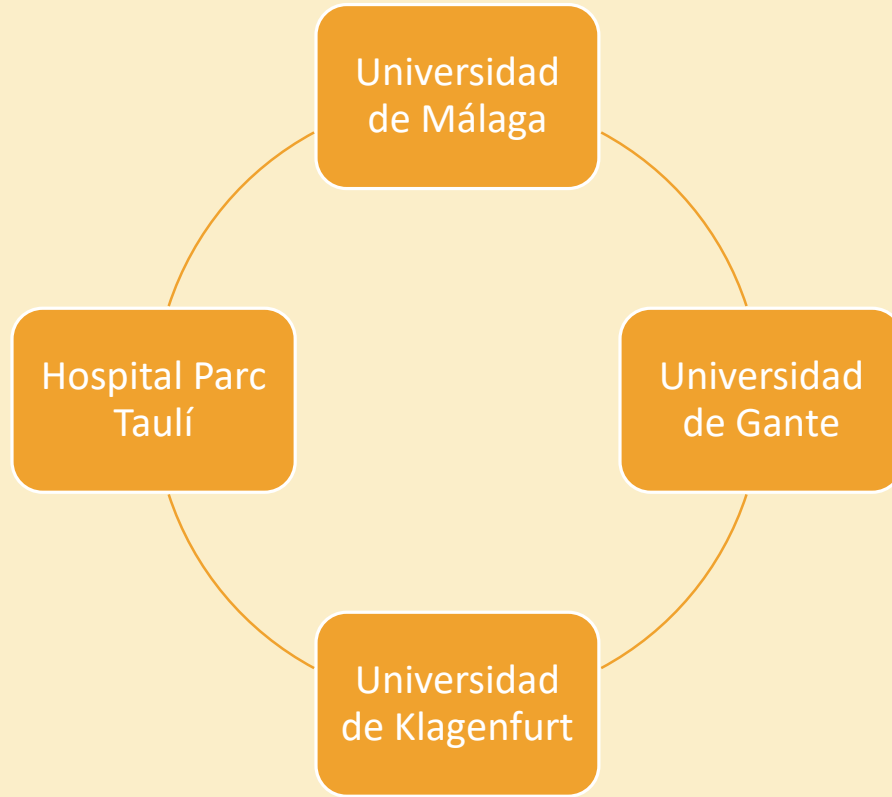 Universidad
de Málaga
Hospital Parc
Taulí
Universidad
de Gante
Universidad
de Klagenfurt